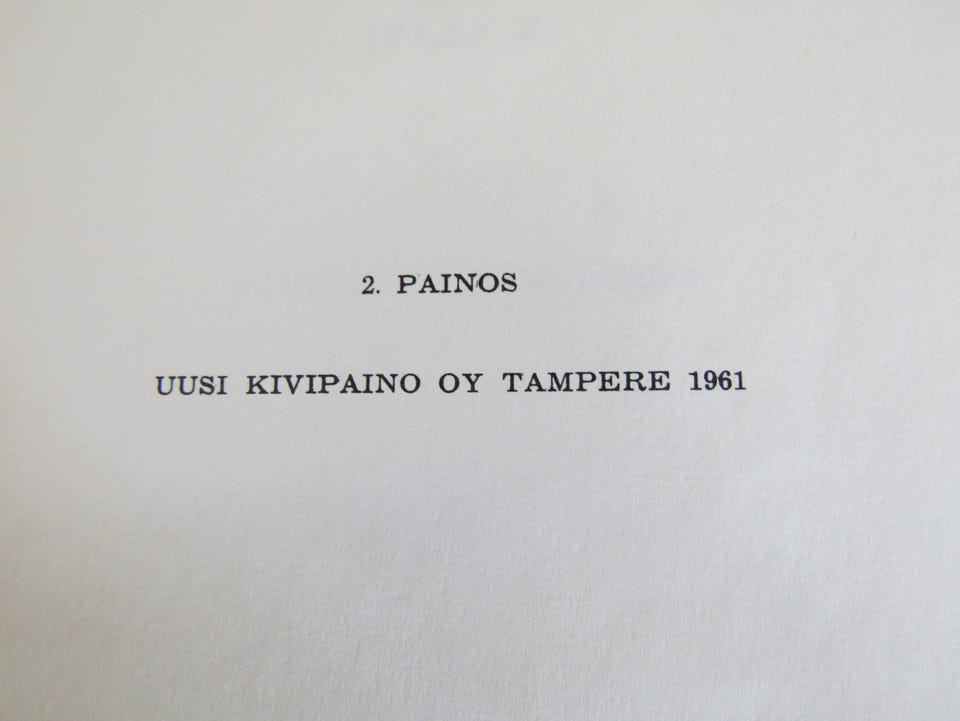 2. PAINOS
UUSI KIVIPAINO OY TAMPERE 1961